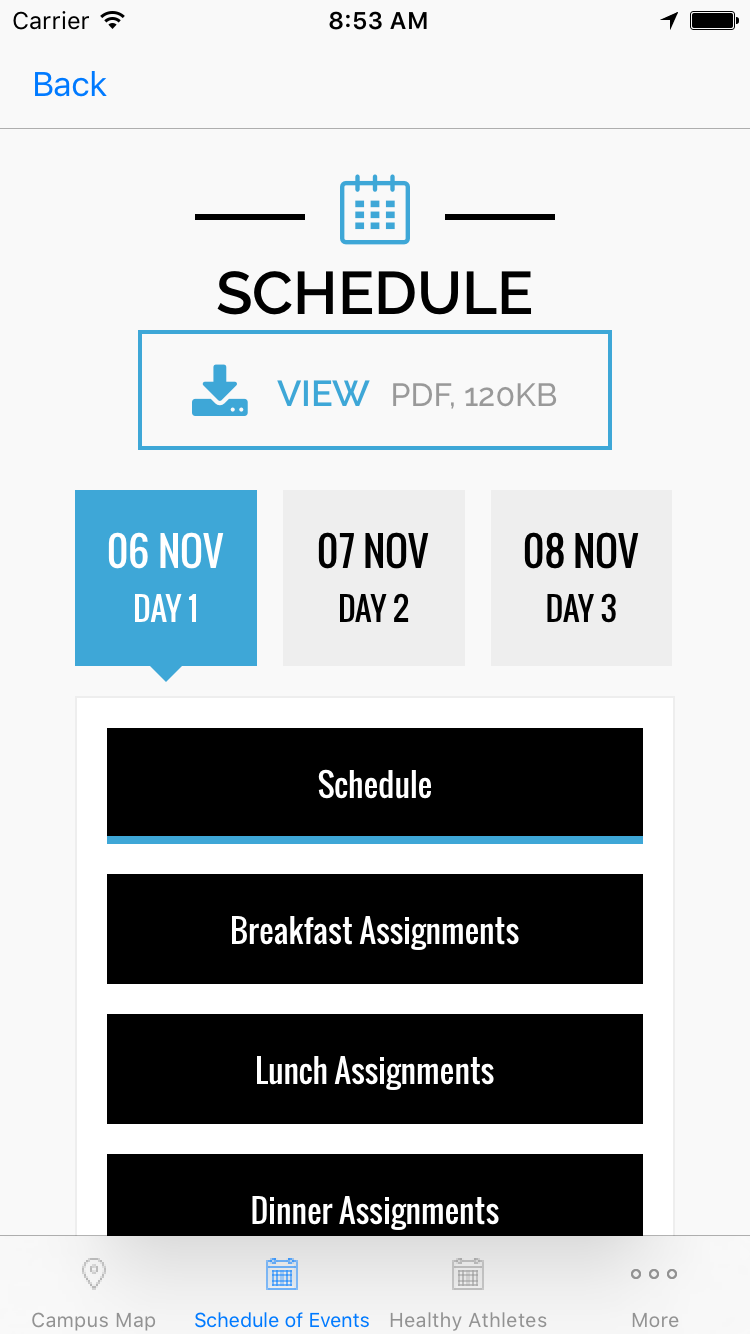 Carrier 8:53 AM
Back
SCHEDULE
VIEW PDF, 120KB
06 NOV 07 NOV 08 NOV
DAY 1 DAY 2 DAY 3
Schedule
Breakfast Assignments
Lunch Assignments
Dinner Assignments
Campus Map Schedule of Events Healthy Athletes More